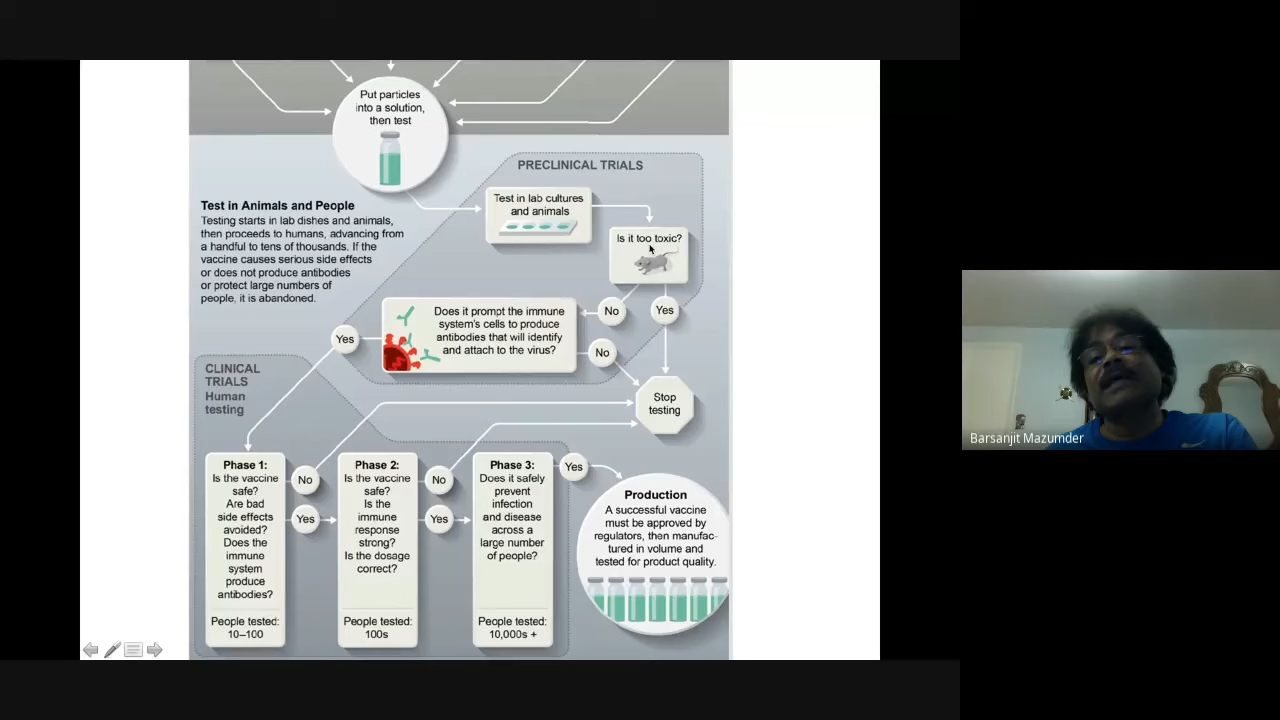 Put particles
into a solution,
then test
PRECLINICAL TRIALS
Test in lab cultures
and animals
Is it too toxic?
Test in Animals and People
Testing starts in lab dishes and animals,
then proceeds to humans, advancing from
a handful to tens of thousands. If the
vaccine causes serious side effects
or does not produce antibodies
or protect large numbers of
people, it is abandoned.
No
Yes
Does it prompt the immune
system's cells to produce
antibodies that will identify
and attach to the virus?
Yes
No
CLINICAL
TRIALS
Human
testing
Stop
testing
Phase 1:
Is the vaccine
safe?
Are bad
side effects
avoided?
Does the
immune
system
produce
antibodies?
People tested:
10–100
No
Yes
Phase 2:
Is the vaccine
safe?
Is the
immune
response
strong?
Is the dosage
correct?
People tested:
100s
No
Yes
Phase 3:
Does it safely
prevent
infection
and disease
across a
large number
of people?
People tested:
10,000s +
Yes
Production
A successful vaccine
must be approved by
regulators, then manufac-
tured in volume and
tested for product quality.
Barsanjit Mazumder